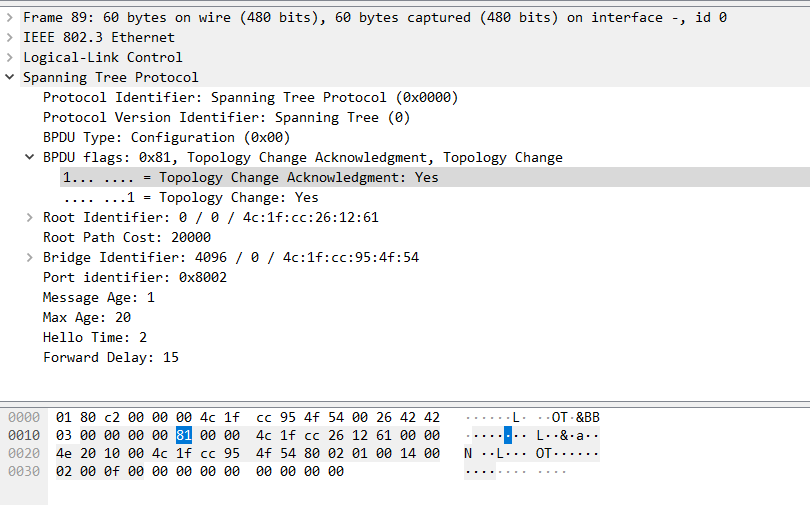 Frame 89: 60 bytes on wire (480 bits), 60 bytes captured (480 bits) on interface -, id 0
IEEE 802.3 Ethernet
Logical-Link Control
Spanning Tree Protocol
Protocol Identifier: Spanning Tree Protocol (0x0000)
Protocol Version Identifier: Spanning Tree (0)
BPDU Type: Configuration (0x00)
BPDU flags: 0x81, Topology Change Acknowledgment, Topology Change
1... .... = Topology Change Acknowledgment: Yes
.... ...1 = Topology Change: Yes
Root Identifier: 0 / 0 / 4c:1f:cc:26:12:61
Root Path Cost: 20000
Bridge Identifier: 4096 / 0 / 4c:1f:cc:95:4f:54
Port identifier: 0x8002
Message Age: 1
Max Age: 20
Hello Time: 2
Forward Delay: 15
0000 01 80 c2 00 00 00 4c 1f cc 95 4f 54 00 26 42 42 ······L· ··OT·&BB
0010 03 00 00 00 00 81 00 00 4c 1f cc 26 12 61 00 00 ········ L··&·a··
0020 4e 20 10 00 4c 1f cc 95 4f 54 80 02 01 00 14 00 N ··L··· OT······
0030 02 00 0f 00 00 00 00 00 00 00 00 00 ········ ····